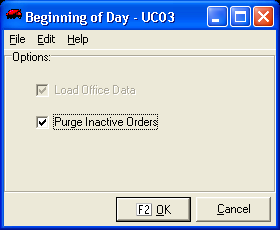 Beginning of Day - UC03
File Edit Help
Options:
Load Office Data
Purge Inactive Orders
F2 OK Cancel